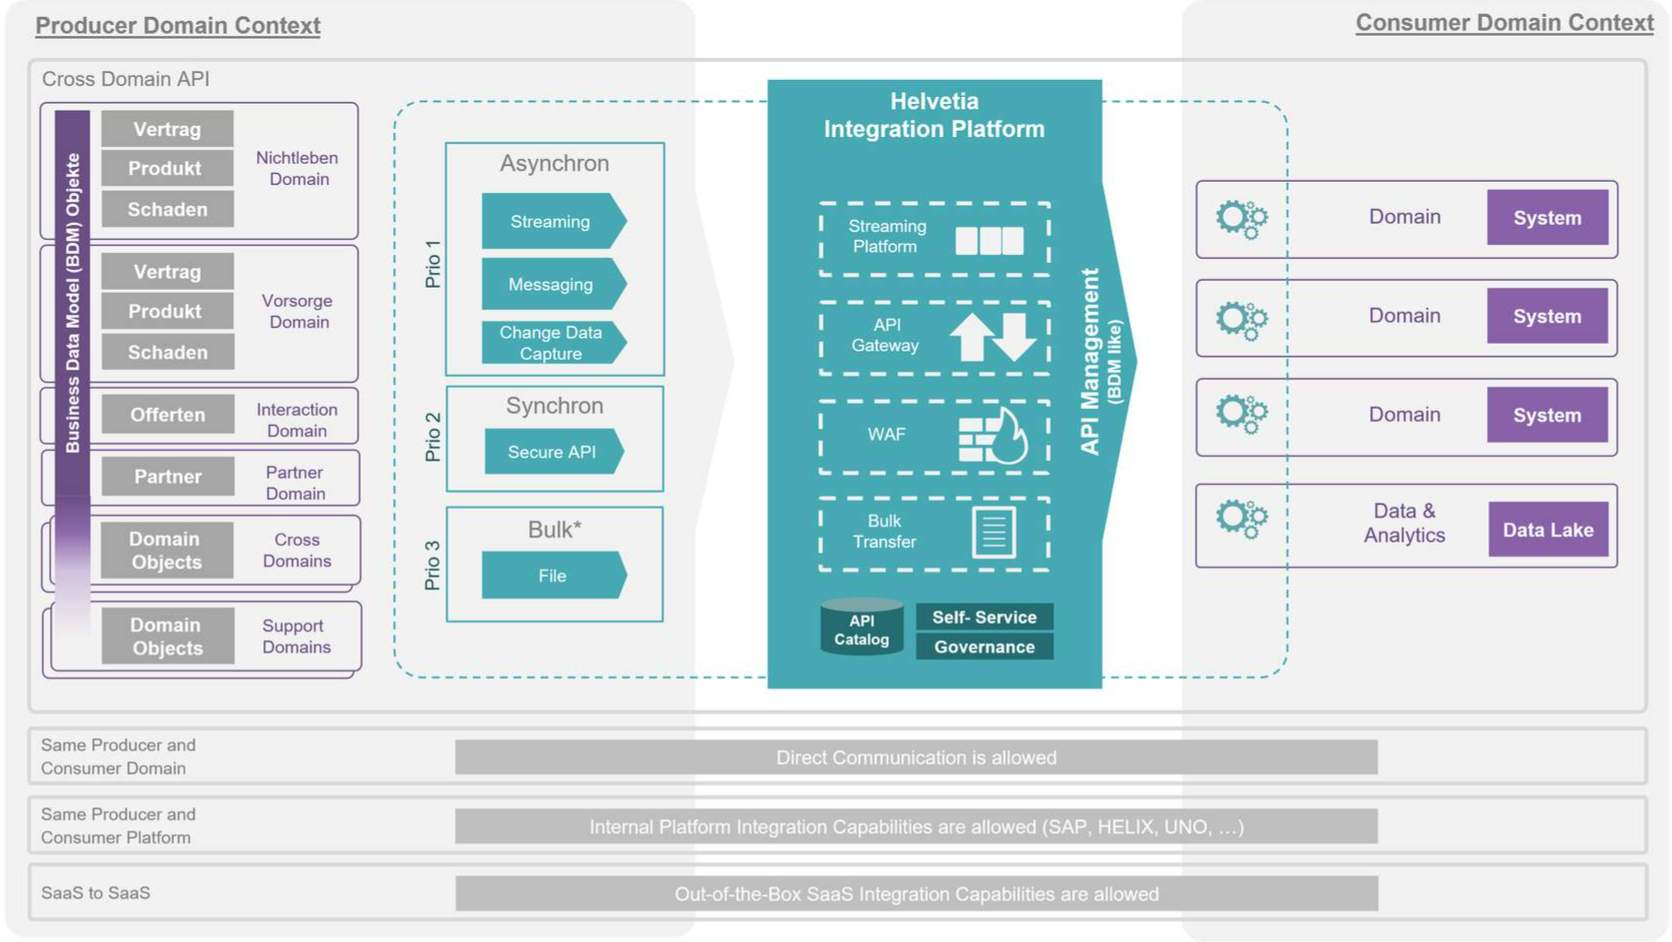 Producer Domain Context
Consumer Domain Context
Cross Domain API
Business Data Model (BDM) Objekte
Vertrag
Produkt
Schaden
Nichtleben
Domain
Vertrag
Produkt
Schaden
Vorsorge
Domain
Offerten
Interaction
Domain
Partner
Partner
Domain
Domain
Objects
Cross
Domains
Domain
Objects
Support
Domains
Prio 1
Asynchron
Streaming
Messaging
Change Data
Capture
Prio 2
Synchron
Secure API
Prio 3
Bulk*
File
Helvetia
Integration Platform
Streaming
Platform
API
Gateway
WAF
Bulk
Transfer
API
Catalog
Self- Service
Governance
API Management
(BDM like)
Domain
System
Domain
System
Domain
System
Data &
Analytics
Data Lake
Same Producer and
Consumer Domain
Direct Communication is allowed
Same Producer and
Consumer Platform
Internal Platform Integration Capabilities are allowed (SAP, HELIX, UNO, …)
SaaS to SaaS
Out-of-the-Box SaaS Integration Capabilities are allowed